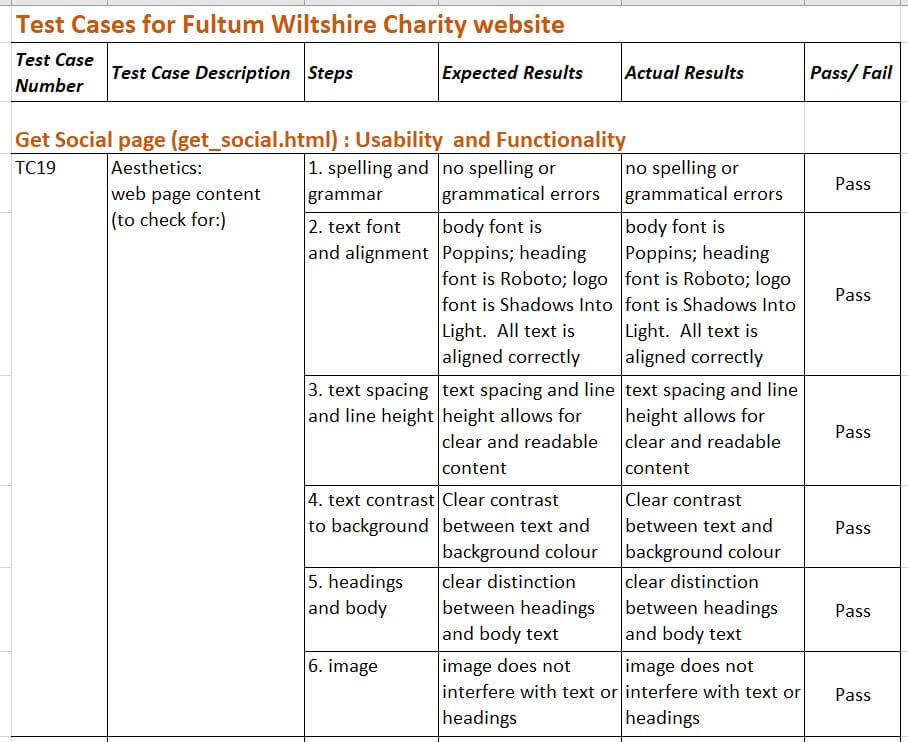 Test Cases for Fultum Wiltshire Charity website
Test Case Number
Test Case Description
Steps
Expected Results
Actual Results
Pass/ Fail
Get Social page (get_social.html) : Usability  and Functionality
TC19
Aesthetics:
web page content
(to check for:)
1. spelling and
grammar
no spelling or
grammatical errors
no spelling or
grammatical errors
Pass
2. text font
and alignment
body font is
Poppins; heading
font is Roboto; logo
font is Shadows Into
Light.  All text is
aligned correctly
body font is
Poppins; heading
font is Roboto; logo
font is Shadows Into
Light.  All text is
aligned correctly
Pass
3. text spacing
and line height
text spacing and line
height allows for
clear and readable
content
text spacing and line
height allows for
clear and readable
content
Pass
4. text contrast
to background
Clear contrast
between text and
background colour
Clear contrast
between text and
background colour
Pass
5. headings
and body
clear distinction
between headings
and body text
clear distinction
between headings
and body text
Pass
6. image
image does not
interfere with text or
headings
image does not
interfere with text or
headings
Pass